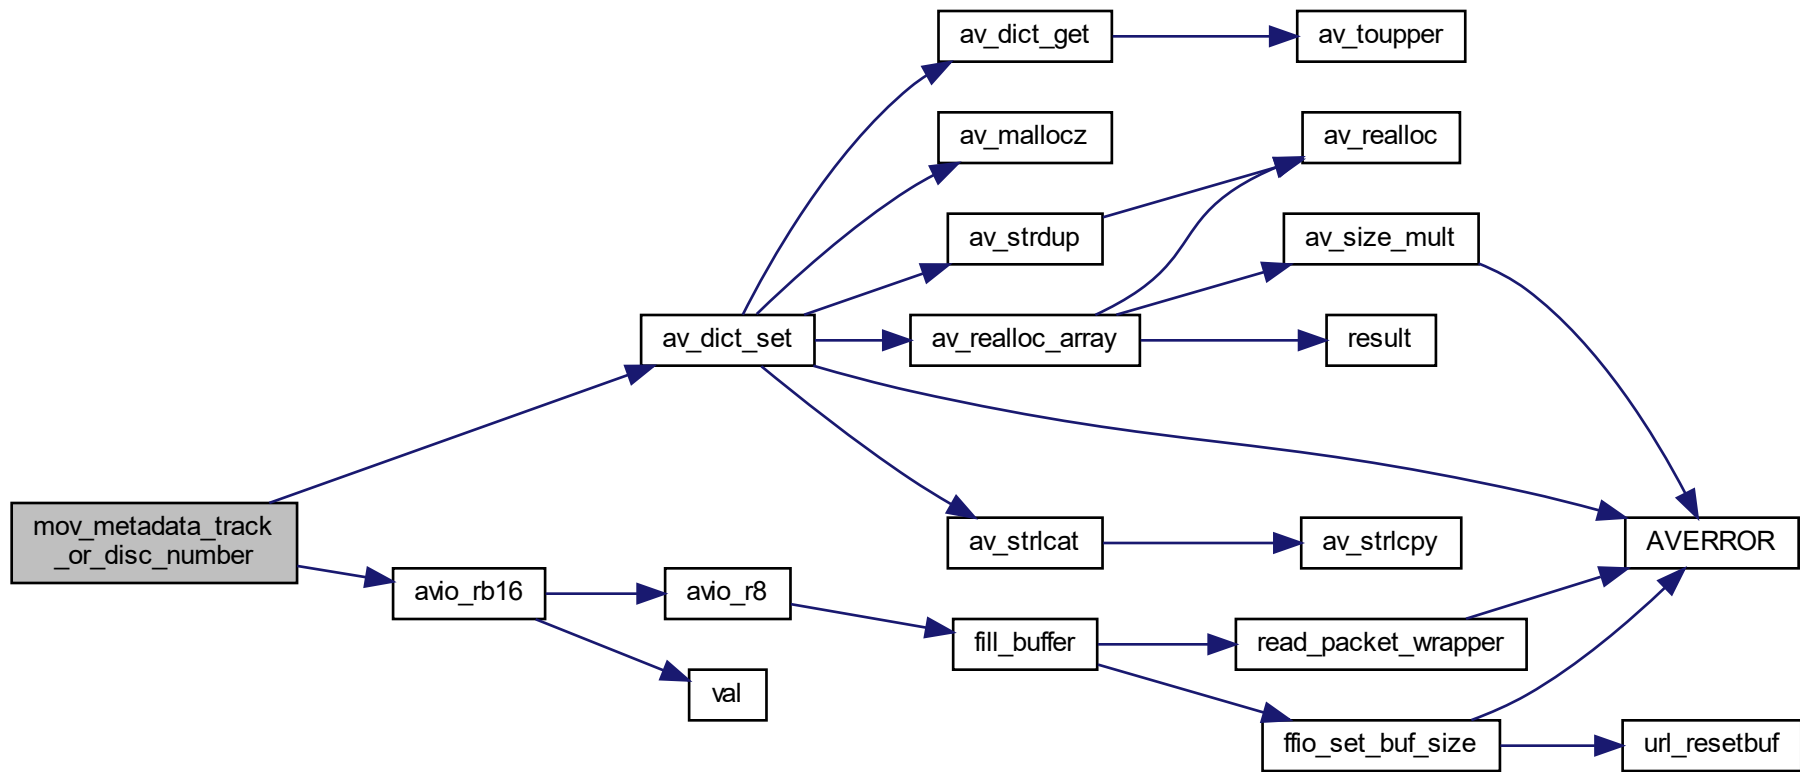 av_dict_get
av_toupper
av_mallocz
av_realloc
av_strdup
av_size_mult
av_dict_set
av_realloc_array
result
mov_metadata_track
_or_disc_number
av_strlcat
av_strlcpy
AVERROR
avio_rb16
avio_r8
fill_buffer
read_packet_wrapper
val
ffio_set_buf_size
url_resetbuf